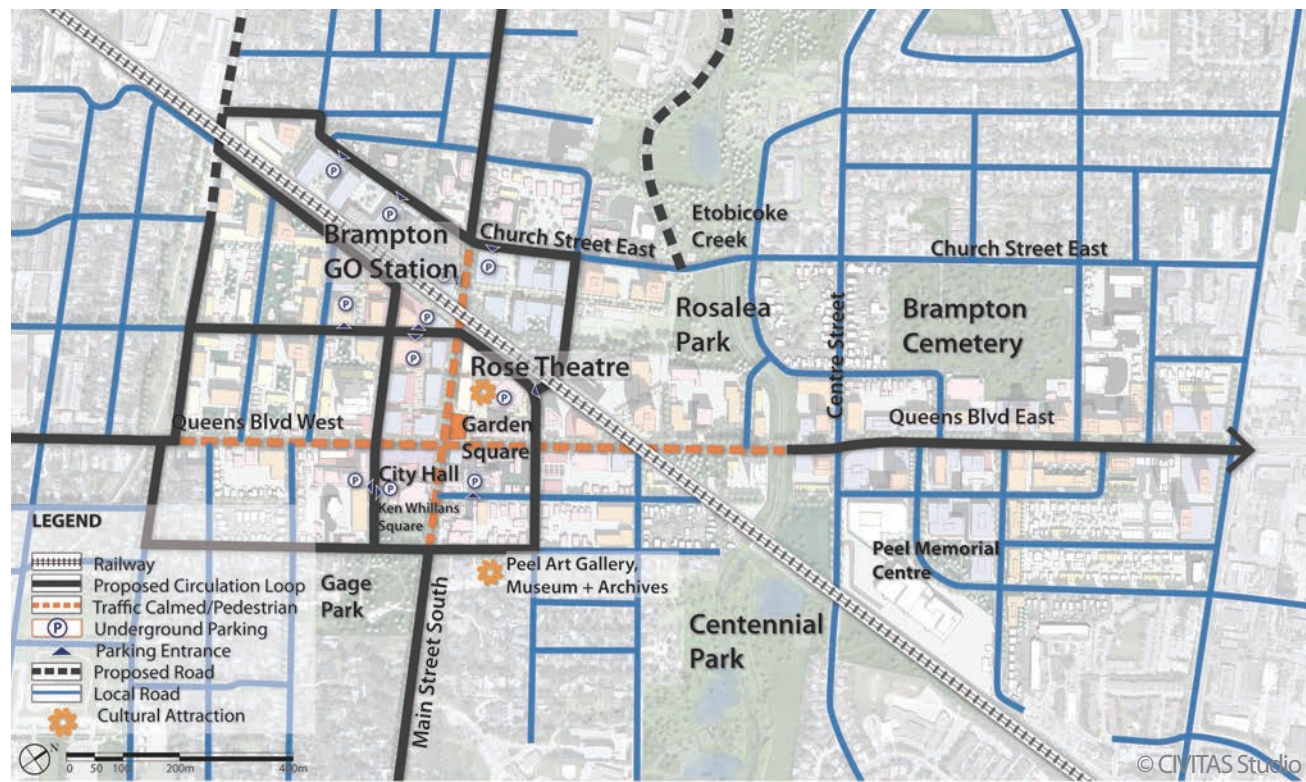 Etobicoke
Creek
Church Street East
Church Street East
Brampton
GO Station
Rosalea
Park
Brampton
Cemetery
Centre Street
Rose Theatre
Queens Blvd West
Garden
Square
Queens Blvd East
City Hall
Ken Whillans
Square
Peel Memorial
Centre
Peel Art Gallery,
Museum + Archives
Gage
Park
Main Street South
Centennial
Park
P
P
P
P
P
P
P
P
P
P
LEGEND
Railway
Proposed Circulation Loop
Traffic Calmed/Pedestrian
P Underground Parking
Parking Entrance
Proposed Road
Local Road
Cultural Attraction
N
0 50 100 200m 400m
© CIVITAS Studio